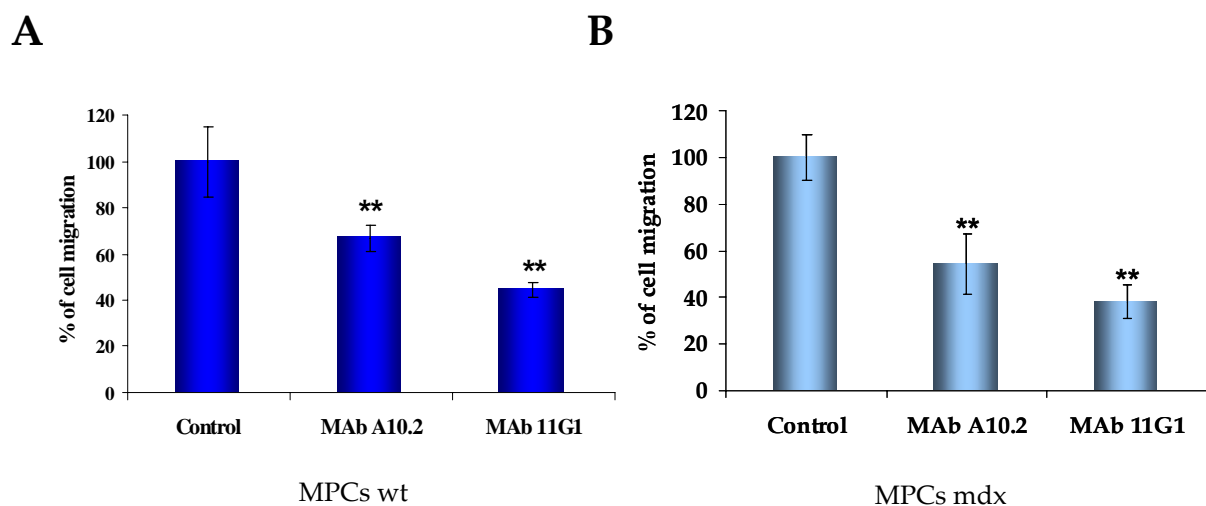 A
B
% of cell migration
120
100
80
60
40
20
0
**
**
Control
MAb A10.2
MAb 11G1
MPCs wt
% of cell migration
120
100
80
60
40
20
0
**
**
Control
MAb A10.2
MAb 11G1
MPCs mdx